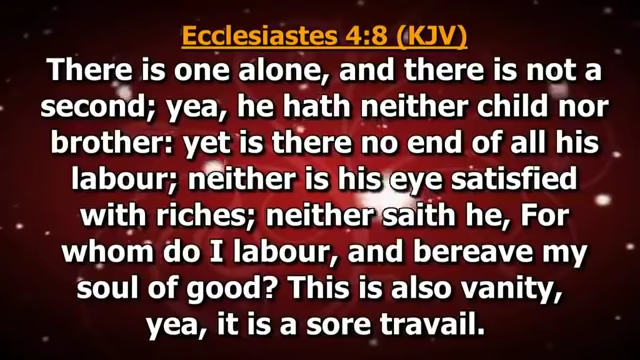 Ecclesiastes 4:8 (KJV)
There is one alone, and there is not a
second; yea, he hath neither child nor
brother: yet is there no end of all his
labour; neither is his eye satisfied
with riches; neither saith he, For
whom do I labour, and bereave my
soul of good? This is also vanity,
yea, it is a sore travail.